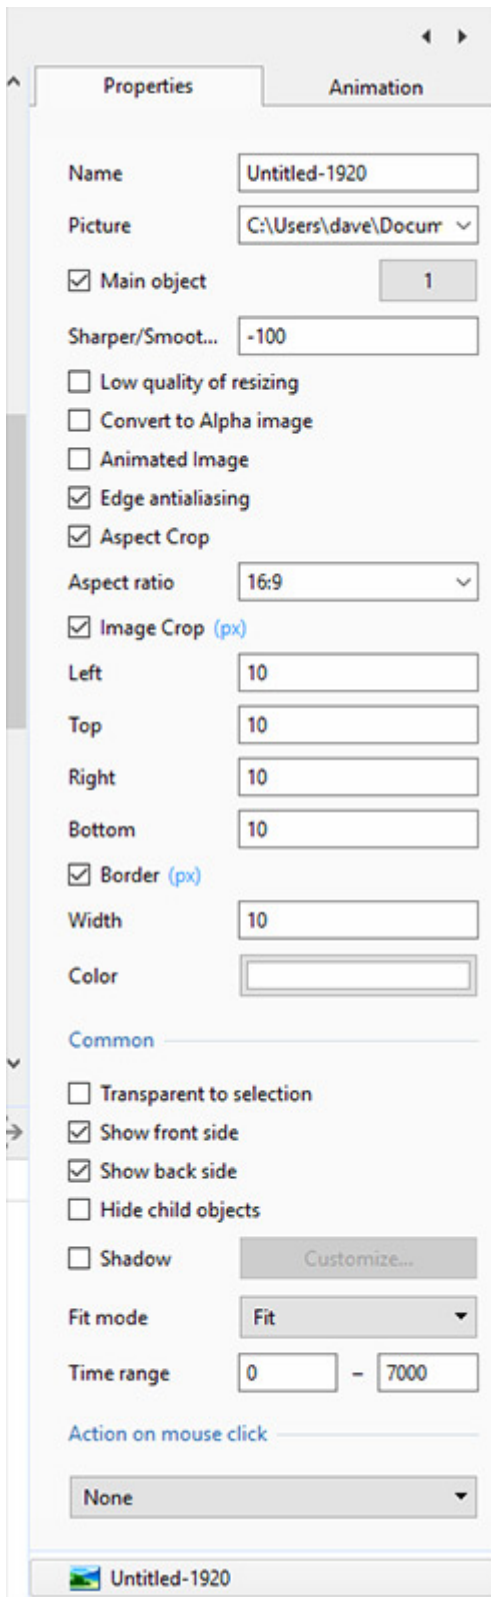 Properties Animation
Name Untitled-1920
Picture C:\Users\dave\Docum
Main object 1
Sharper/Smoot... -100
Low quality of resizing
Convert to Alpha image
Animated Image
Edge antialiasing
Aspect Crop
Aspect ratio 16:9
Image Crop (px)
Left 10
Top 10
Right 10
Bottom 10
Border (px)
Width 10
Color
Common
Transparent to selection
Show front side
Show back side
Hide child objects
Shadow Customize...
Fit mode Fit
Time range 0 – 7000
Action on mouse click
None
Untitled-1920